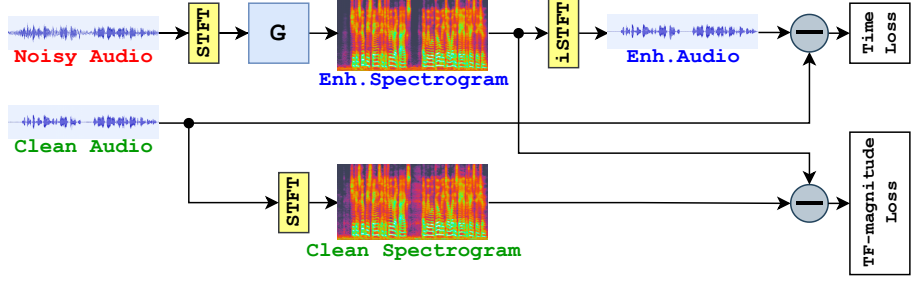 STFT
G
iSTFT
Time
Loss
Noisy Audio
Enh.Spectrogram
Enh.Audio
Clean Audio
STFT
TF-magnitude
Loss
Clean Spectrogram